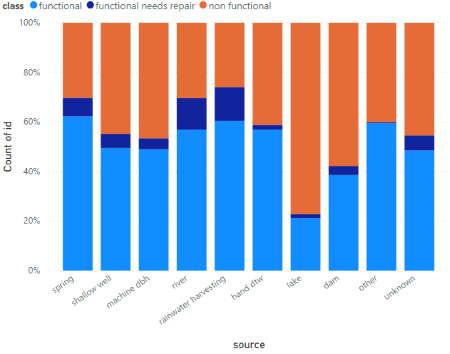 class functional functional needs repair non functional
100%
80%
60%
40%
20%
0%
Count of id
spring
shallow well
machine dbh
river
rainwater harvesting
hand dtw
lake
dam
other
unknown
source